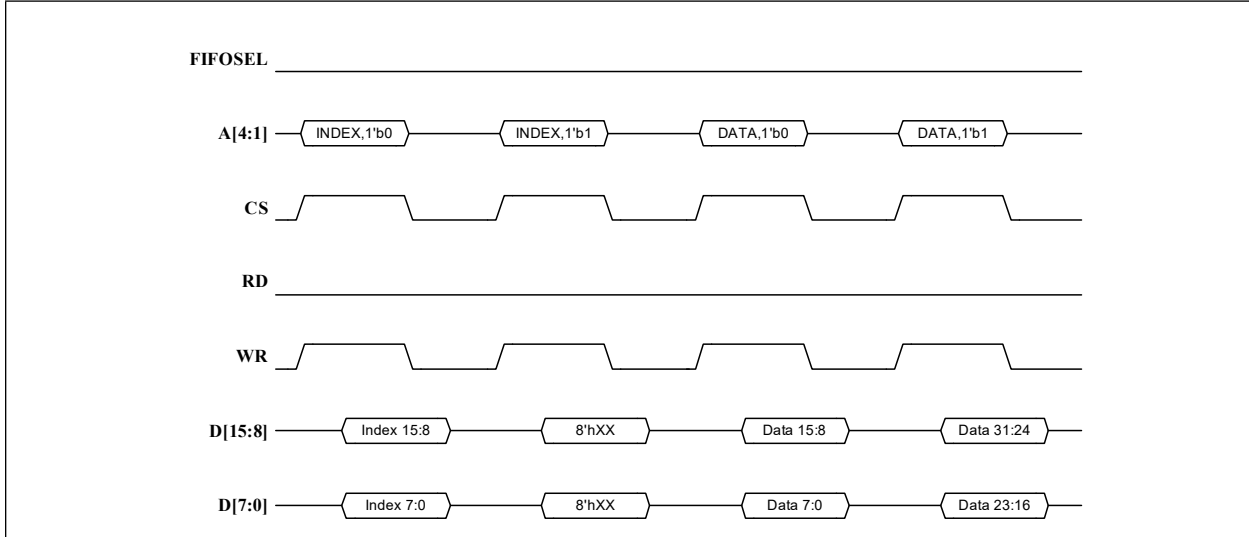 FIFOSEL
A[4:1] INDEX,1'b0 INDEX,1'b1 DATA,1'b0 DATA,1'b1
CS
RD
WR
D[15:8] Index 15:8 8'hXX Data 15:8 Data 31:24
D[7:0] Index 7:0 8'hXX Data 7:0 Data 23:16